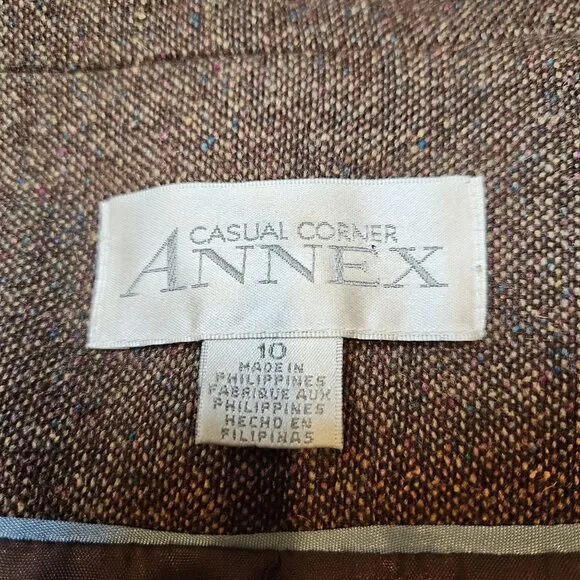 CASUAL CORNER
ANNEX
10
MADE IN
PHILIPPINES
FABRIQUE AUX
PHILIPPINES
HECHO EN
FILIPINAS